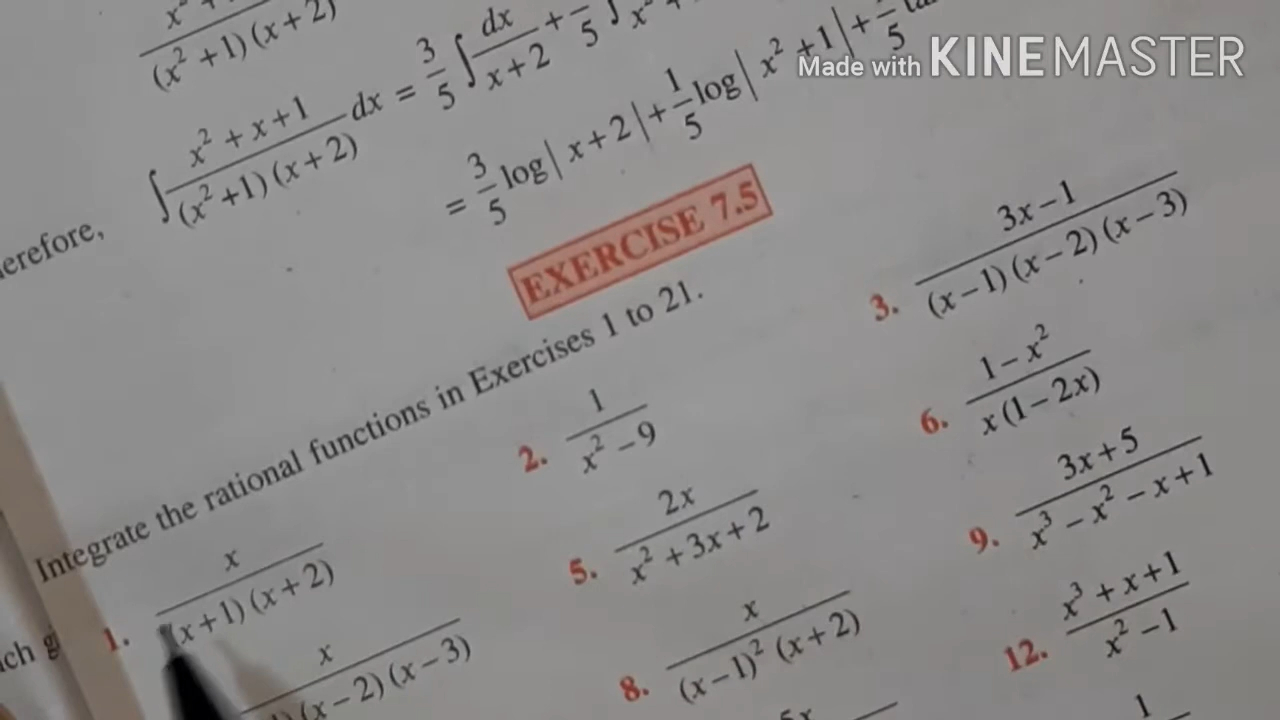 (x² +1) (x + 2)
dx
3/5 ∫ dx/(x + 2) + /5 ∫
Made with KINEMASTER
∫ (x² + x + 1)/((x² +1) (x + 2)) dx =
= 3/5 log| x + 2 | + 1/5 log| x² +1 | + /5
EXERCISE 7.5
Integrate the rational functions in Exercises 1 to 21.
1. x/((x +1) (x + 2))
2. 1/(x² – 9)
3. (3x – 1)/((x – 1) (x – 2) (x – 3))
x/( (x – 2) (x – 3))
5. 2x/(x² + 3x + 2)
6. (1 – x²)/(x (1 – 2x))
8. x/((x – 1)² (x + 2))
9. (3x + 5)/(x³ – x² – x + 1)
5x
12. (x³ + x + 1)/(x² – 1)
1